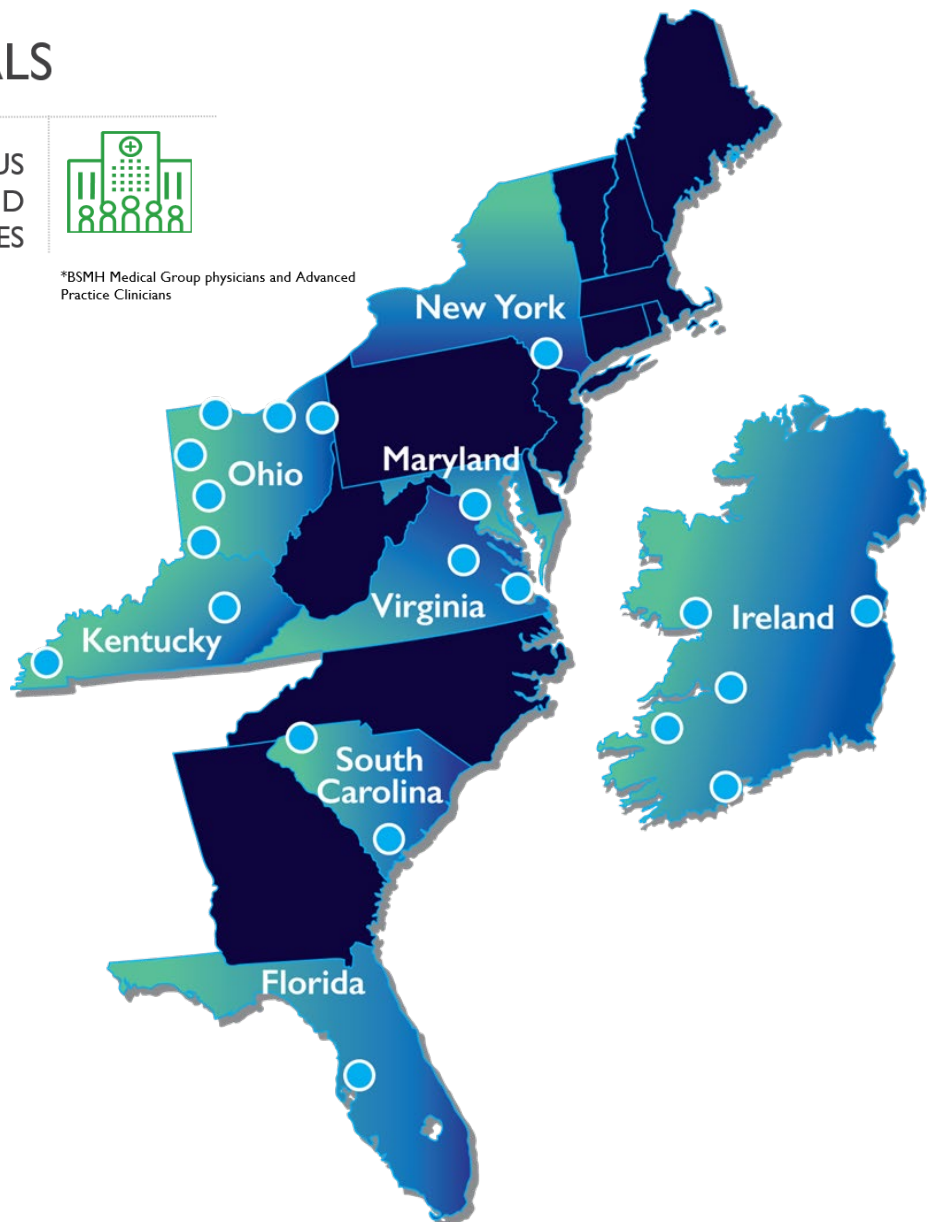 ALS
US
D
ES
*BSMH Medical Group physicians and Advanced
Practice Clinicians
New York
Maryland
Ohio
Virginia
Ireland
Kentucky
South
Carolina
Florida